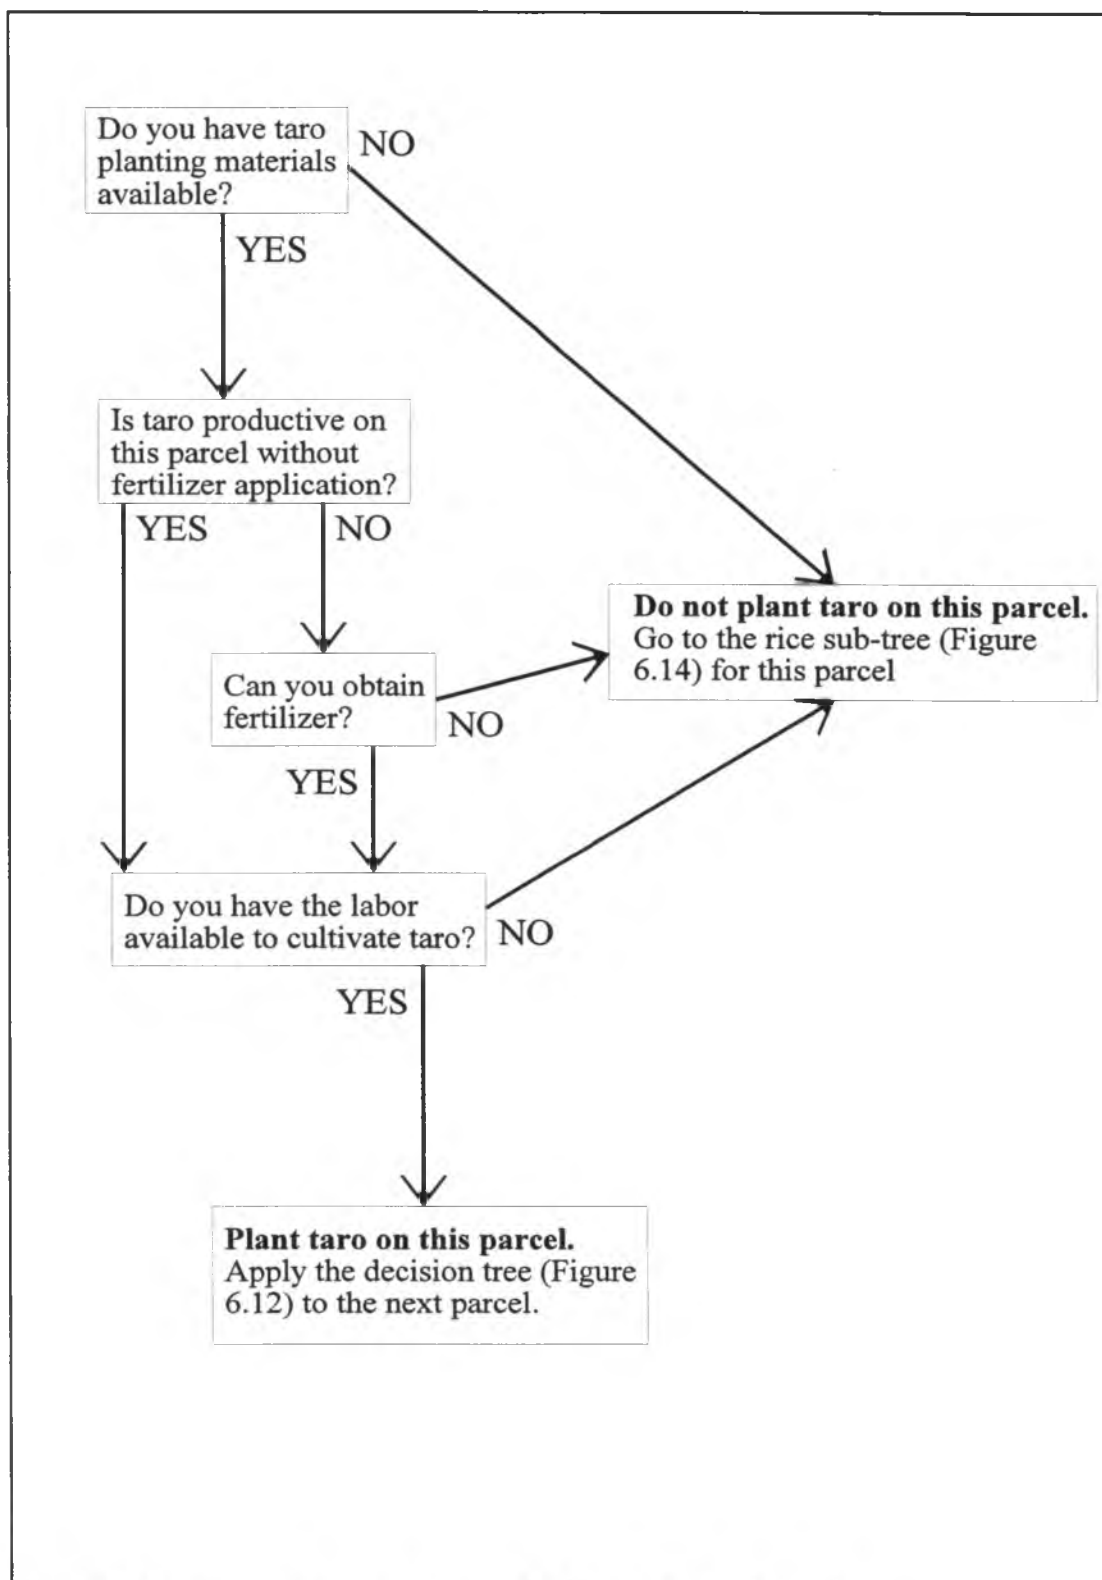 Do you have taro
planting materials
available?
NO
YES
Is taro productive on
this parcel without
fertilizer application?
YES
NO
Do not plant taro on this parcel.
Go to the rice sub-tree (Figure
6.14) for this parcel
Can you obtain
fertilizer?
NO
YES
Do you have the labor
available to cultivate taro?
NO
YES
Plant taro on this parcel.
Apply the decision tree (Figure
6.12) to the next parcel.